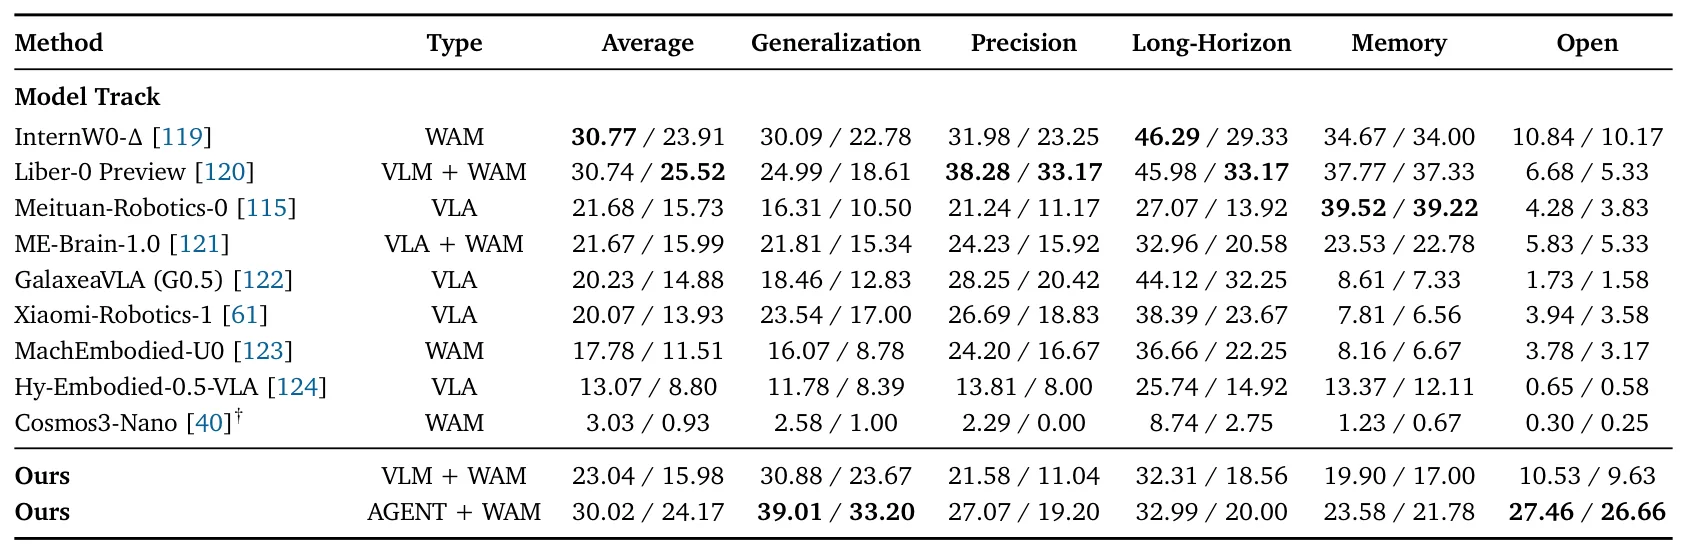 Method Type Average Generalization Precision Long-Horizon Memory Open
Model Track
InternW0-Δ [119] WAM 30.77 / 23.91 30.09 / 22.78 31.98 / 23.25 46.29 / 29.33 34.67 / 34.00 10.84 / 10.17
Liber-0 Preview [120] VLM + WAM 30.74 / 25.52 24.99 / 18.61 38.28 / 33.17 45.98 / 33.17 37.77 / 37.33 6.68 / 5.33
Meituan-Robotics-0 [115] VLA 21.68 / 15.73 16.31 / 10.50 21.24 / 11.17 27.07 / 13.92 39.52 / 39.22 4.28 / 3.83
ME-Brain-1.0 [121] VLA + WAM 21.67 / 15.99 21.81 / 15.34 24.23 / 15.92 32.96 / 20.58 23.53 / 22.78 5.83 / 5.33
GalaxeaVLA (G0.5) [122] VLA 20.23 / 14.88 18.46 / 12.83 28.25 / 20.42 44.12 / 32.25 8.61 / 7.33 1.73 / 1.58
Xiaomi-Robotics-1 [61] VLA 20.07 / 13.93 23.54 / 17.00 26.69 / 18.83 38.39 / 23.67 7.81 / 6.56 3.94 / 3.58
MachEmbodied-U0 [123] WAM 17.78 / 11.51 16.07 / 8.78 24.20 / 16.67 36.66 / 22.25 8.16 / 6.67 3.78 / 3.17
Hy-Embodied-0.5-VLA [124] VLA 13.07 / 8.80 11.78 / 8.39 13.81 / 8.00 25.74 / 14.92 13.37 / 12.11 0.65 / 0.58
Cosmos3-Nano [40]† WAM 3.03 / 0.93 2.58 / 1.00 2.29 / 0.00 8.74 / 2.75 1.23 / 0.67 0.30 / 0.25
Ours VLM + WAM 23.04 / 15.98 30.88 / 23.67 21.58 / 11.04 32.31 / 18.56 19.90 / 17.00 10.53 / 9.63
Ours AGENT + WAM 30.02 / 24.17 39.01 / 33.20 27.07 / 19.20 32.99 / 20.00 23.58 / 21.78 27.46 / 26.66